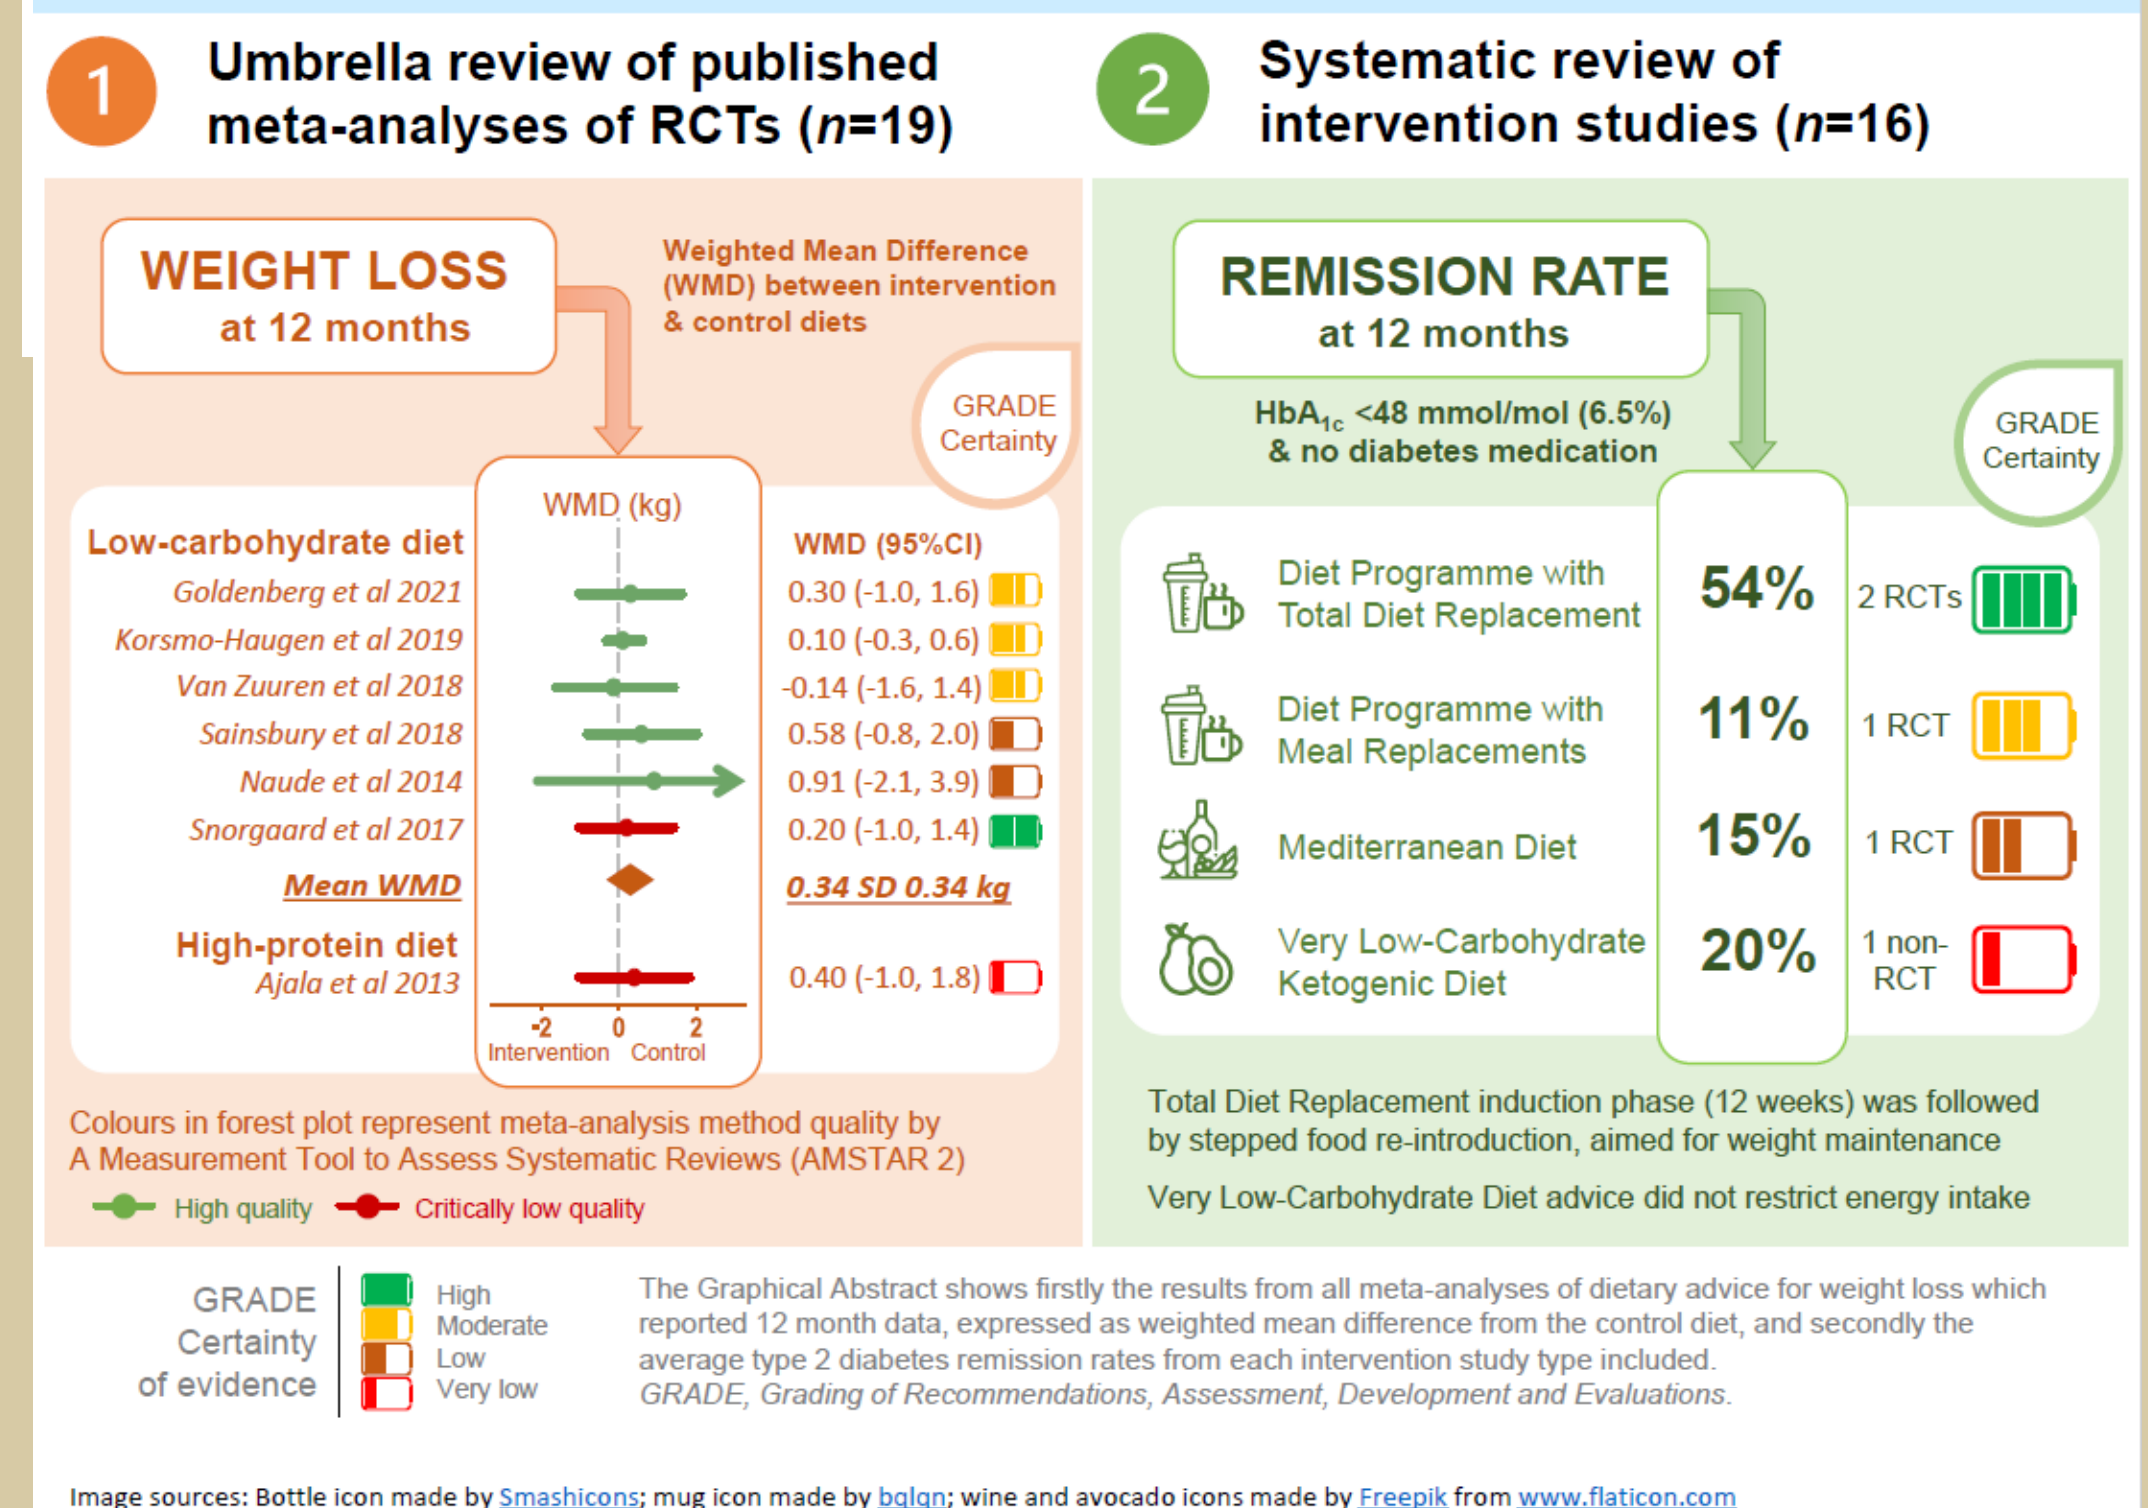 1
Umbrella review of published
meta-analyses of RCTs (n=19)
WEIGHT LOSS
at 12 months
Weighted Mean Difference
(WMD) between intervention
& control diets
GRADE
Certainty
WMD (kg)
Low-carbohydrate diet
WMD (95%CI)
Goldenberg et al 2021 0.30 (-1.0, 1.6)
Korsmo-Haugen et al 2019 0.10 (-0.3, 0.6)
Van Zuuren et al 2018 -0.14 (-1.6, 1.4)
Sainsbury et al 2018 0.58 (-0.8, 2.0)
Naude et al 2014 0.91 (-2.1, 3.9)
Snorgaard et al 2017 0.20 (-1.0, 1.4)
Mean WMD 0.34 SD 0.34 kg
High-protein diet
Ajala et al 2013 0.40 (-1.0, 1.8)
-2 0 2
Intervention Control
Colours in forest plot represent meta-analysis method quality by
A Measurement Tool to Assess Systematic Reviews (AMSTAR 2)
High quality Critically low quality
2
Systematic review of
intervention studies (n=16)
REMISSION RATE
at 12 months
HbA1c <48 mmol/mol (6.5%)
& no diabetes medication
GRADE
Certainty
Diet Programme with
Total Diet Replacement
54%
2 RCTs
Diet Programme with
Meal Replacements
11%
1 RCT
Mediterranean Diet
15%
1 RCT
Very Low-Carbohydrate
Ketogenic Diet
20%
1 non-
RCT
Total Diet Replacement induction phase (12 weeks) was followed
by stepped food re-introduction, aimed for weight maintenance
Very Low-Carbohydrate Diet advice did not restrict energy intake
GRADE
Certainty
of evidence
High
Moderate
Low
Very low
The Graphical Abstract shows firstly the results from all meta-analyses of dietary advice for weight loss which
reported 12 month data, expressed as weighted mean difference from the control diet, and secondly the
average type 2 diabetes remission rates from each intervention study type included.
GRADE, Grading of Recommendations, Assessment, Development and Evaluations.
Image sources: Bottle icon made by Smashicons; mug icon made by bqlqn; wine and avocado icons made by Freepik from www.flaticon.com